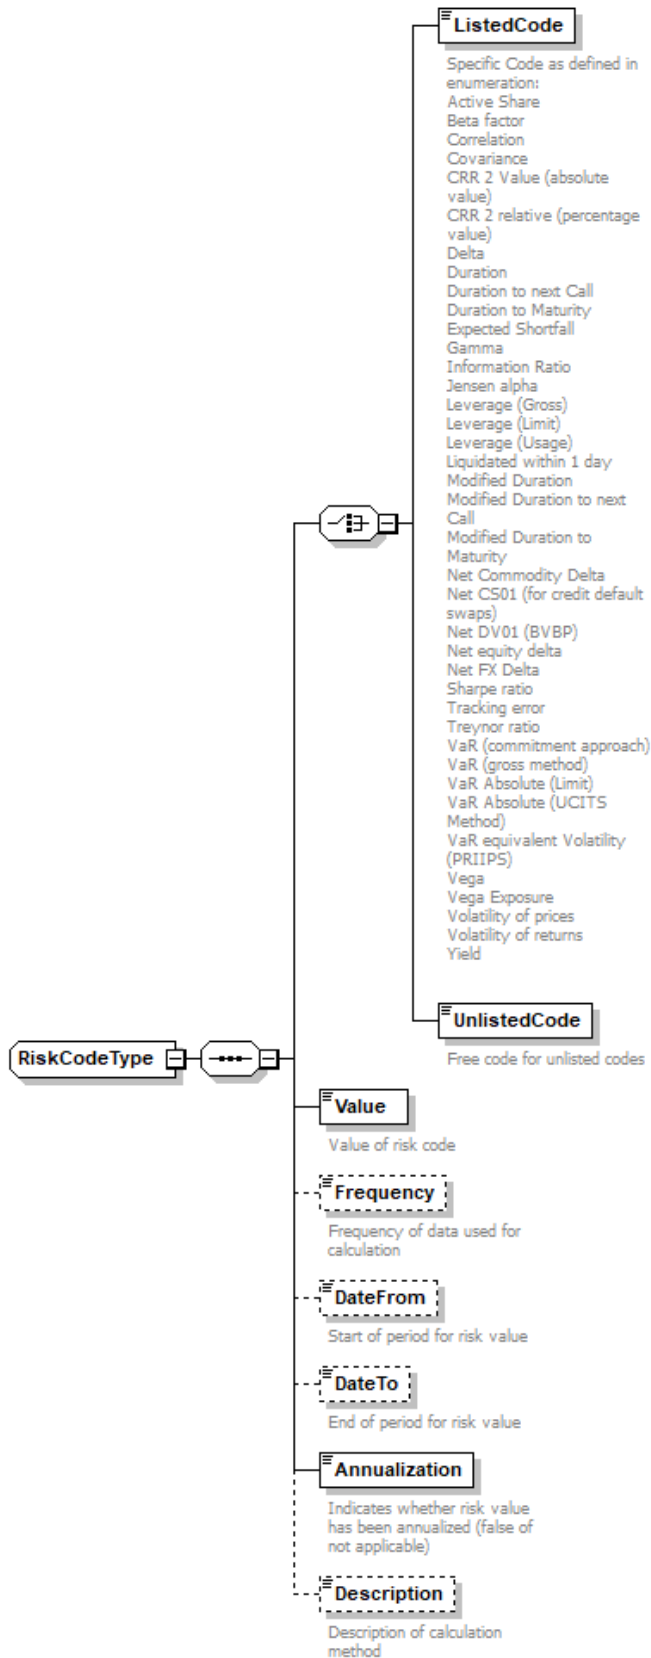 ListedCode
Specific Code as defined in
enumeration:
Active Share
Beta factor
Correlation
Covariance
CRR 2 Value (absolute
value)
CRR 2 relative (percentage
value)
Delta
Duration
Duration to next Call
Duration to Maturity
Expected Shortfall
Gamma
Information Ratio
Jensen alpha
Leverage (Gross)
Leverage (Limit)
Leverage (Usage)
Liquidated within 1 day
Modified Duration
Modified Duration to next
Call
Modified Duration to
Maturity
Net Commodity Delta
Net CS01 (for credit default
swaps)
Net DV01 (BVBP)
Net equity delta
Net FX Delta
Sharpe ratio
Tracking error
Treynor ratio
VaR (commitment approach)
VaR (gross method)
VaR Absolute (Limit)
VaR Absolute (UCITS
Method)
VaR equivalent Volatility
(PRIIPS)
Vega
Vega Exposure
Volatility of prices
Volatility of returns
Yield
UnlistedCode
Free code for unlisted codes
RiskCodeType
Value
Value of risk code
Frequency
Frequency of data used for
calculation
DateFrom
Start of period for risk value
DateTo
End of period for risk value
Annualization
Indicates whether risk value
has been annualized (false of
not applicable)
Description
Description of calculation
method